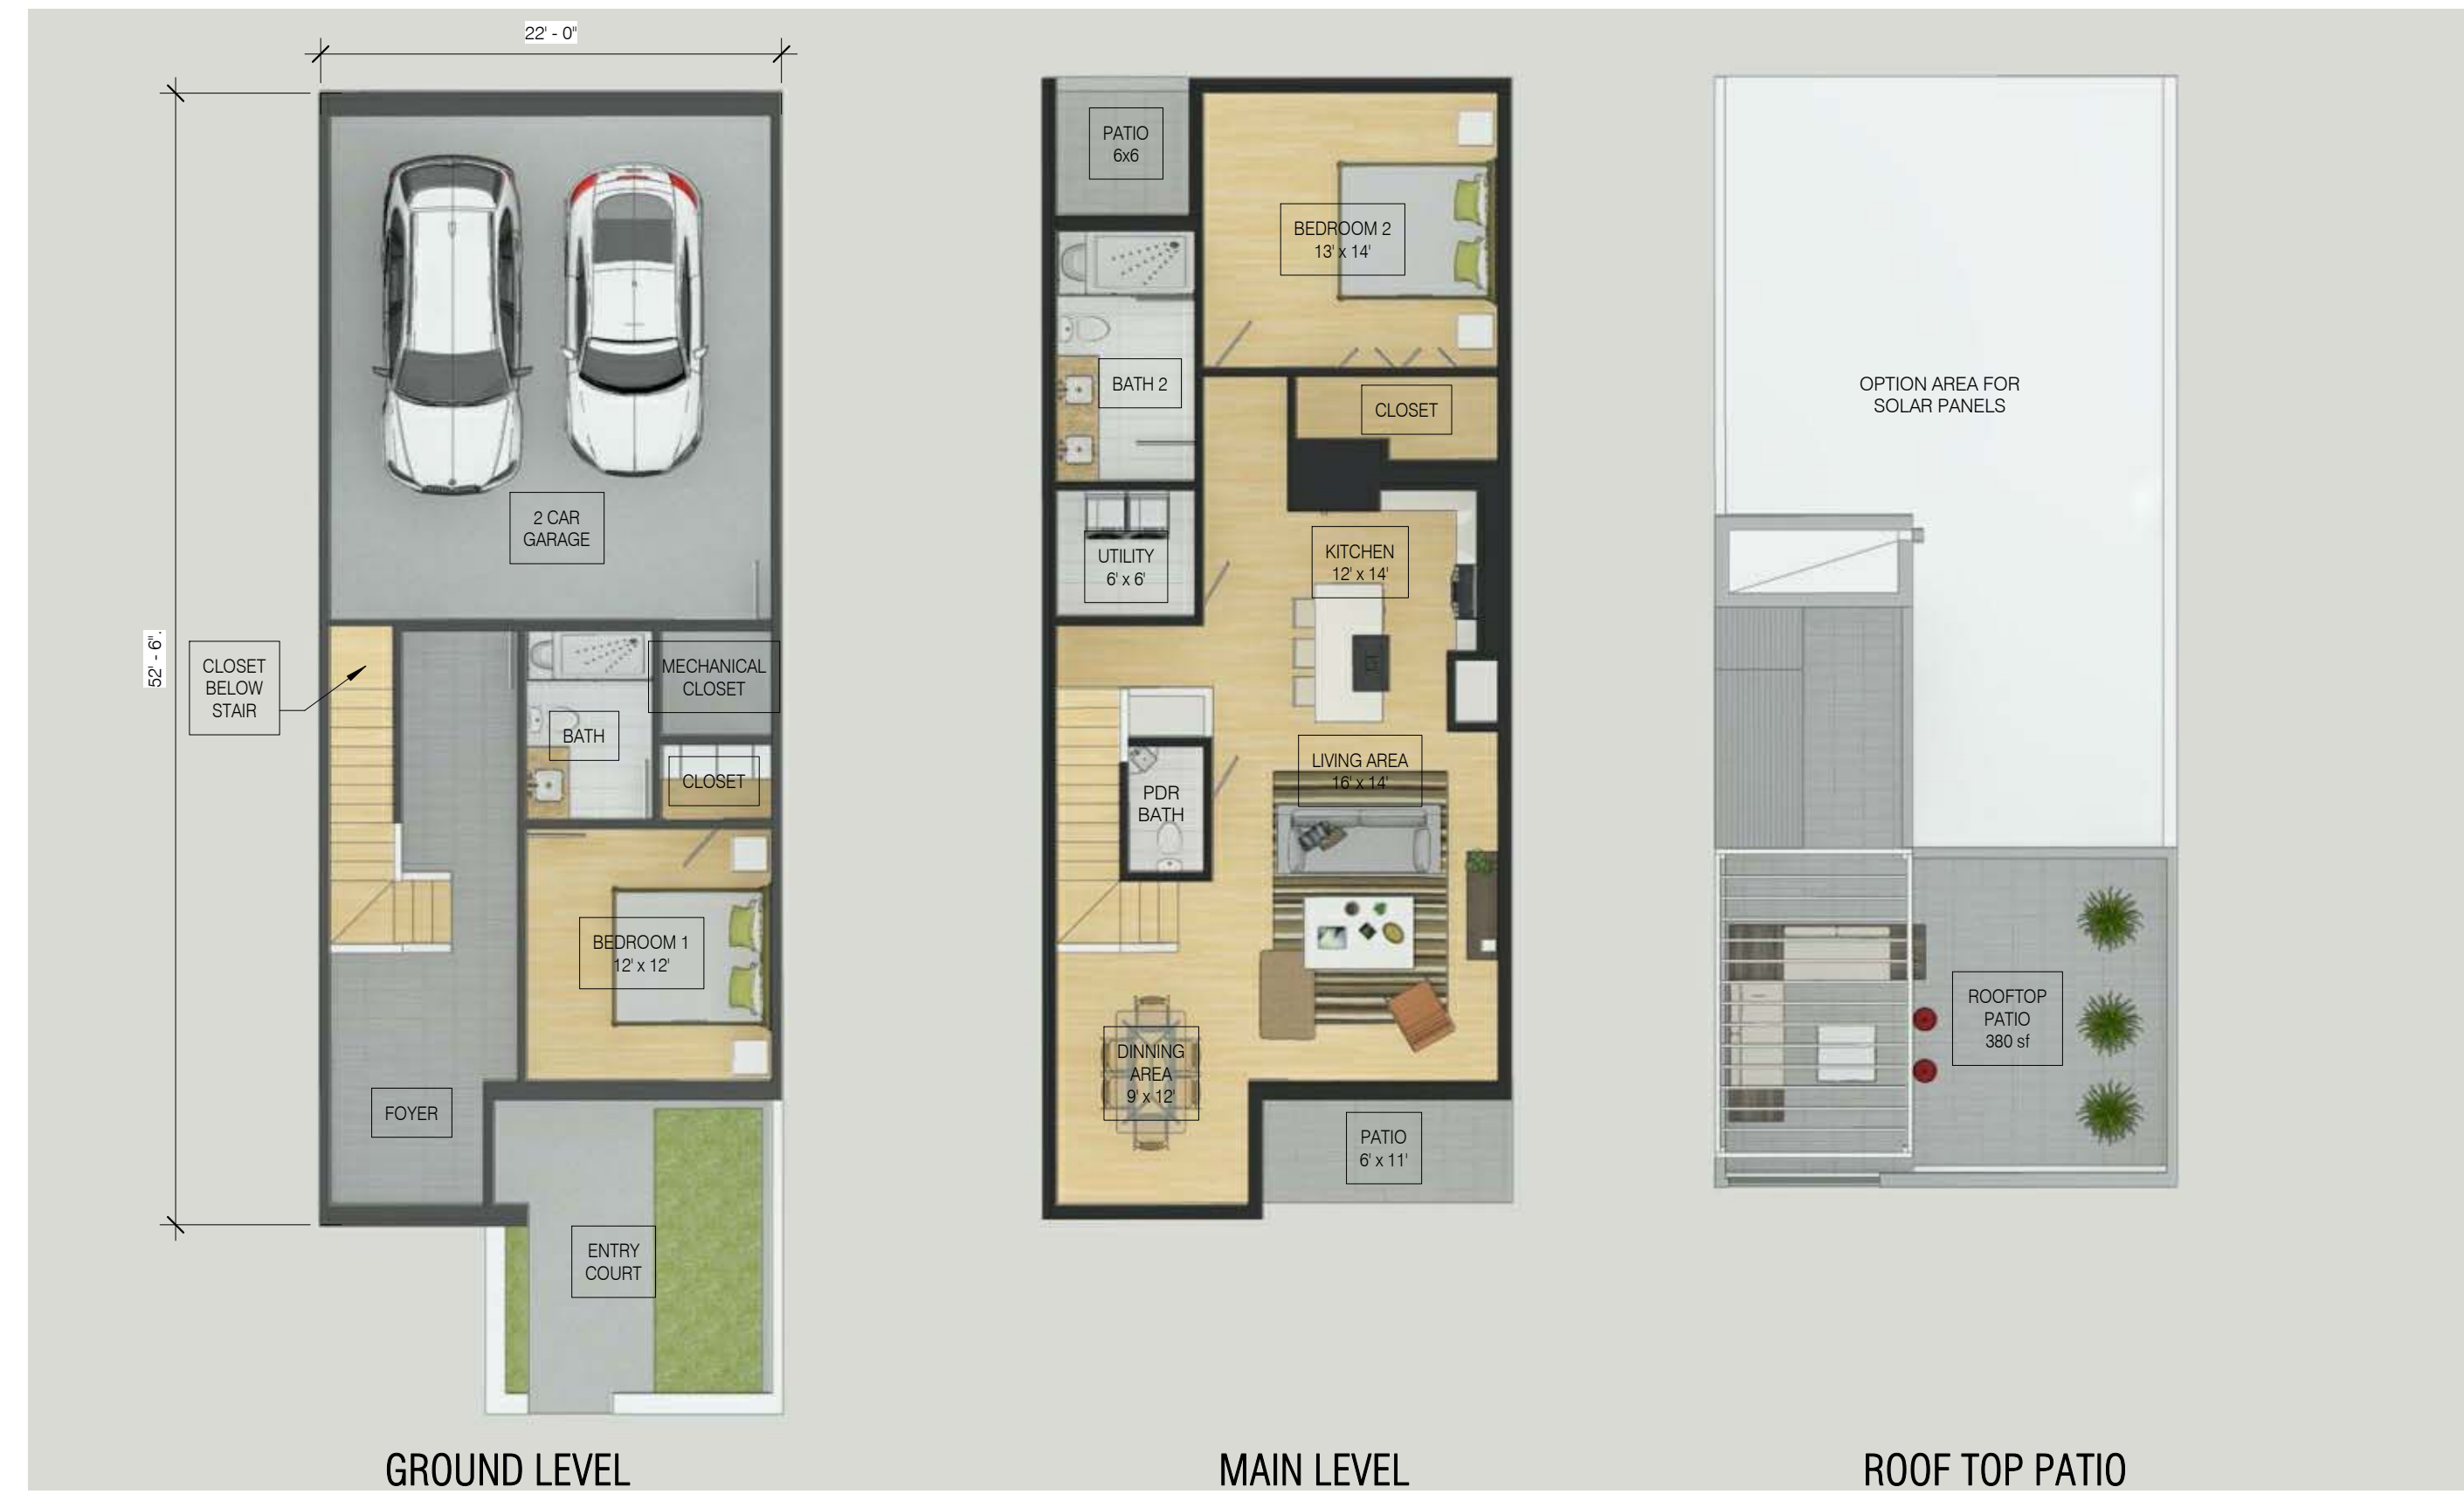 22' - 0"
52' - 6".
2 CAR
GARAGE
CLOSET
BELOW
STAIR
MECHANICAL
CLOSET
BATH
CLOSET
BEDROOM 1
12' x 12'
FOYER
ENTRY
COURT
GROUND LEVEL
PATIO
6x6
BEDROOM 2
13' x 14'
BATH 2
CLOSET
UTILITY
6' x 6'
KITCHEN
12' x 14'
LIVING AREA
16' x 14'
PDR
BATH
DINNING
AREA
9' x 12'
PATIO
6' x 11'
MAIN LEVEL
OPTION AREA FOR
SOLAR PANELS
ROOFTOP
PATIO
380 sf
ROOF TOP PATIO